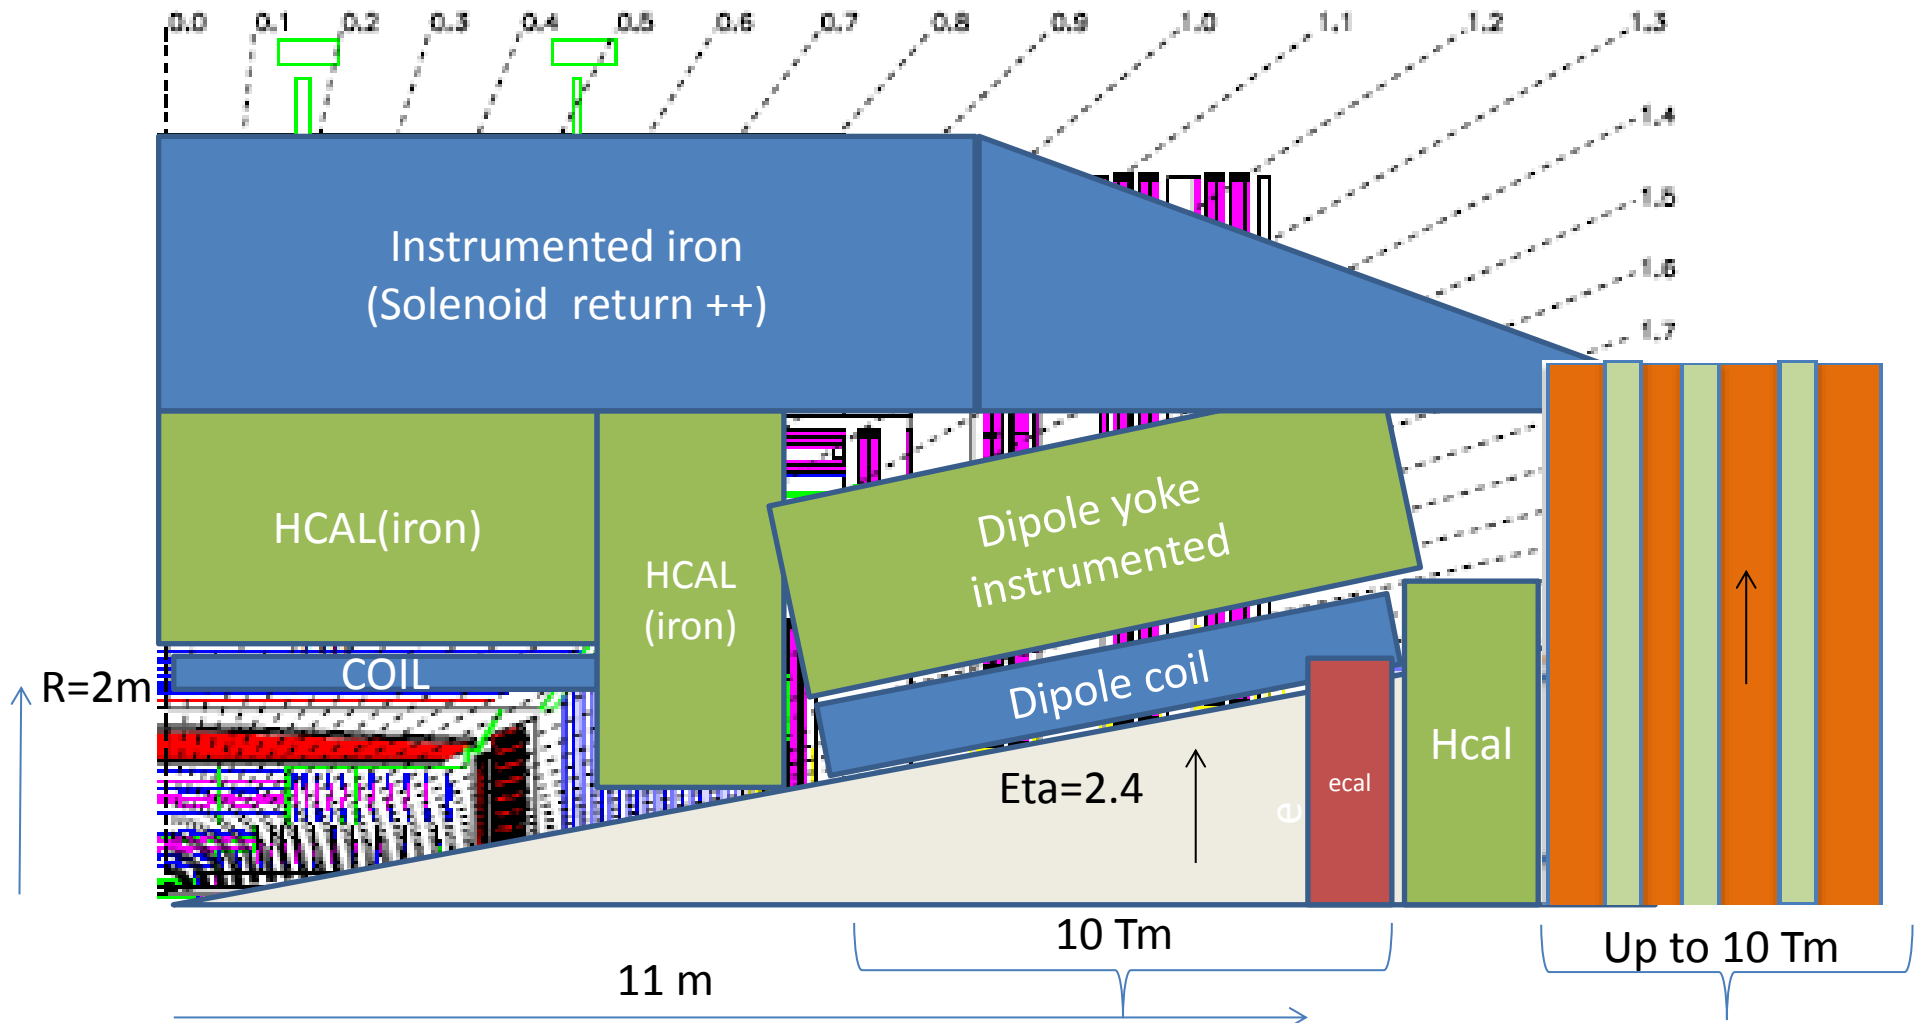 0.0 0.1 0.2 0.3 0.4 0.5 0.6 0.7 0.8 0.9 1.0 1.1 1.2 1.3
1.4
1.5
1.6
1.7
Instrumented iron
(Solenoid return ++)
HCAL(iron)
HCAL
(iron)
Dipole yoke
instrumented
COIL
Dipole coil
R=2m
Hcal
Eta=2.4
e
ecal
10 Tm
Up to 10 Tm
11 m